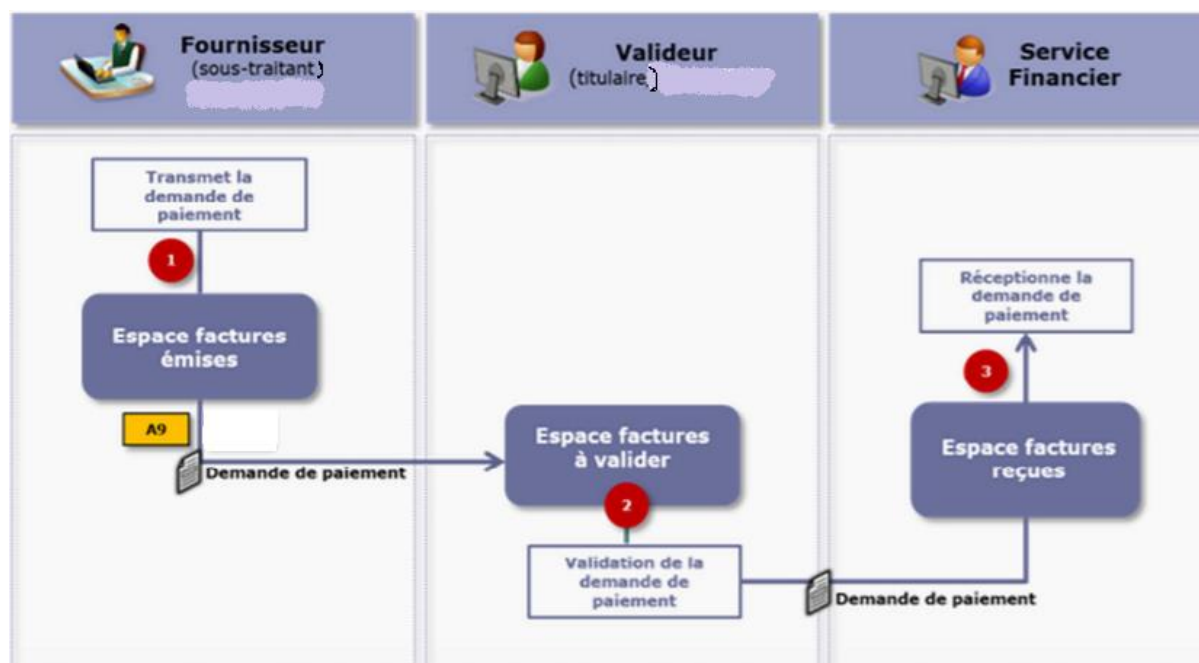 Fournisseur
(sous-traitant)
Valideur
(titulaire)
Service
Financier
Transmet la
demande de
paiement
1
Espace factures
émises
A9
Demande de paiement
Espace factures
à valider
2
Validation de la
demande de
paiement
Demande de paiement
Réceptionne la
demande de
paiement
3
Espace factures
reçues